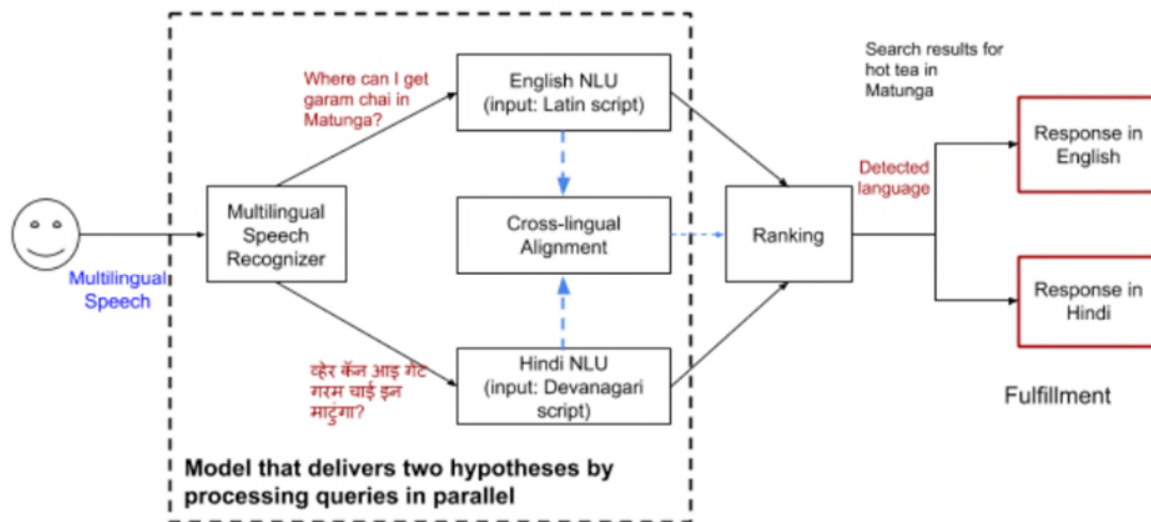 Multilingual
Speech
Multilingual
Speech
Recognizer
Where can I get
garam chai in
Matunga?
व्हेर कॅन आइ गेट
गरम चाई इन
माटुंगा?
English NLU
(input: Latin script)
Cross-lingual
Alignment
Hindi NLU
(input: Devanagari
script)
Model that delivers two hypotheses by
processing queries in parallel
Ranking
Detected
language
Search results for
hot tea in
Matunga
Response in
English
Response in
Hindi
Fulfillment